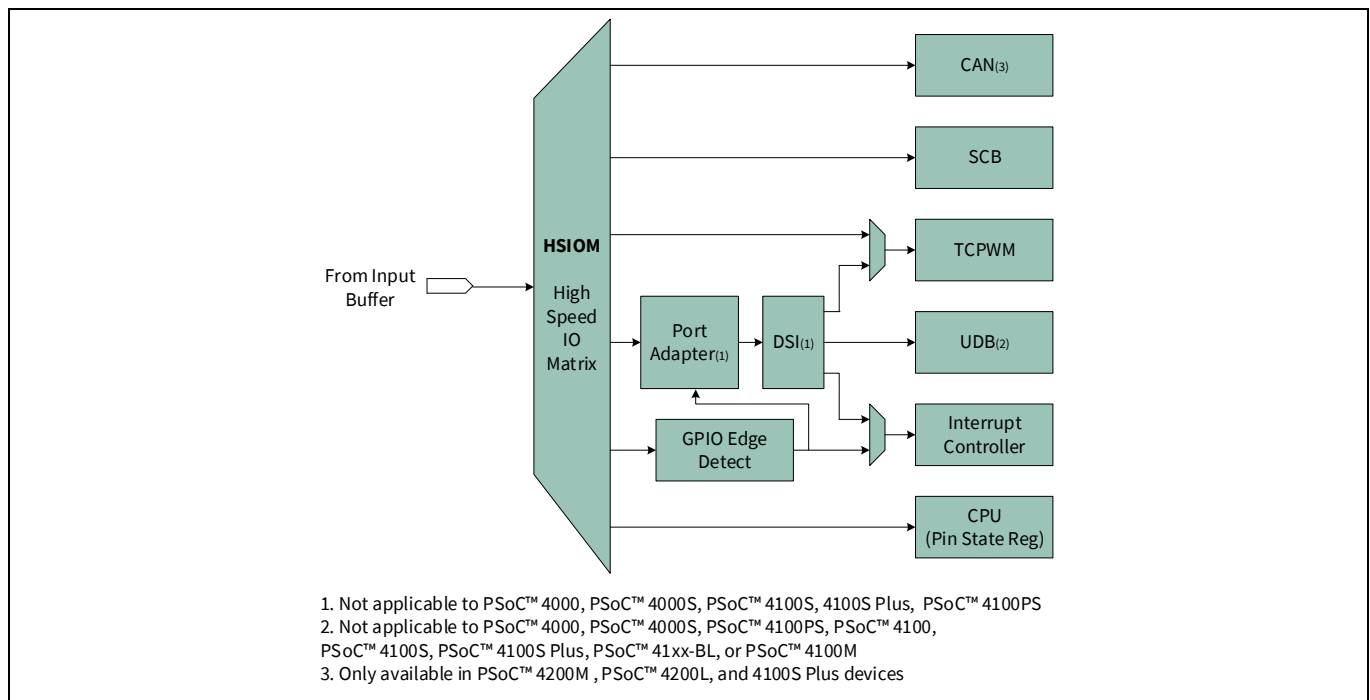 CAN(3)
SCB
HSIOM
TCPWM
From Input
Buffer
High
Speed
IO
Matrix
Port
Adapter(1)
DSI(1)
UDB(2)
GPIO Edge
Detect
Interrupt
Controller
CPU
(Pin State Reg)
1. Not applicable to PSoC™ 4000, PSoC™ 4000S, PSoC™ 4100S, 4100S Plus, PSoC™ 4100PS
2. Not applicable to PSoC™ 4000, PSoC™ 4000S, PSoC™ 4100PS, PSoC™ 4100,
PSoC™ 4100S, PSoC™ 4100S Plus, PSoC™ 41xx-BL, or PSoC™ 4100M
3. Only available in PSoC™ 4200M , PSoC™ 4200L, and 4100S Plus devices